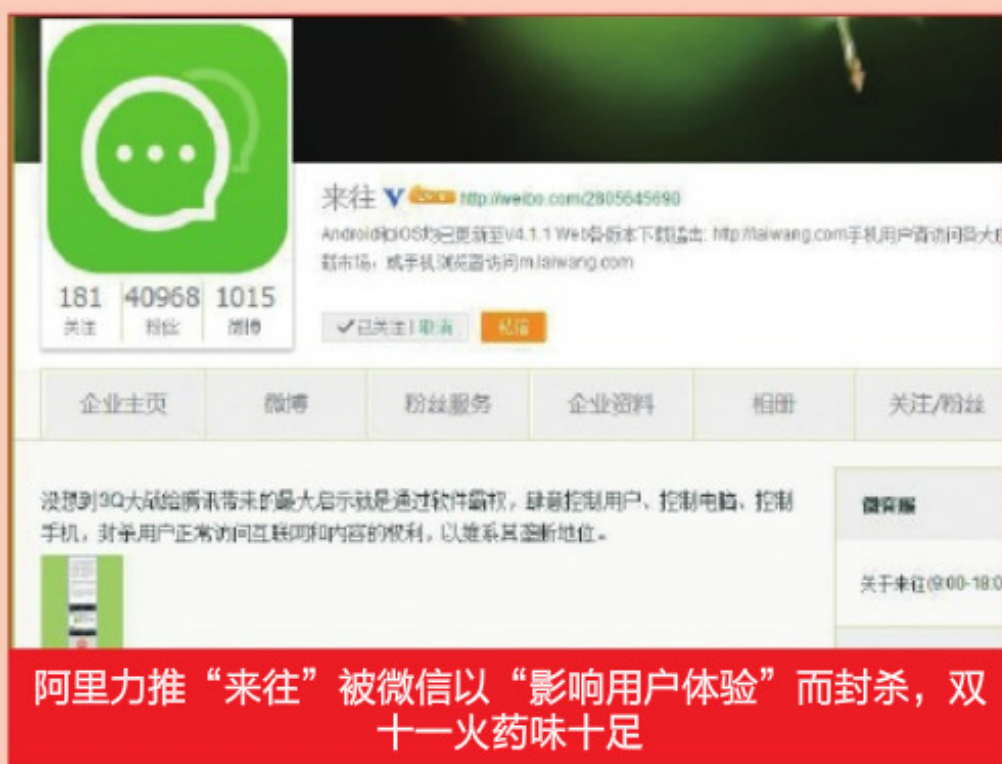 来往 V http://weibo.com/2805645690
Android和iOS均已更新至V4.1.1 Web各版本下载猛击: http://laiwang.com手机用户请访问各大应
载市场，或手机浏览器访问m.laiwang.com
181 40968 1015
关注 粉丝 微博
已关注 | 取消 私信
企业主页 微博 粉丝服务 企业资料 相册 关注/粉丝
没想到3Q大战给腾讯带来的最大启示就是通过软件霸权，肆意控制用户、控制电脑、控制
手机，封杀用户正常访问互联网和内容的权利，以维系其垄断地位。
微客服
关于来往(9:00-18:0
阿里力推“来往”被微信以“影响用户体验”而封杀，双
十一火药味十足